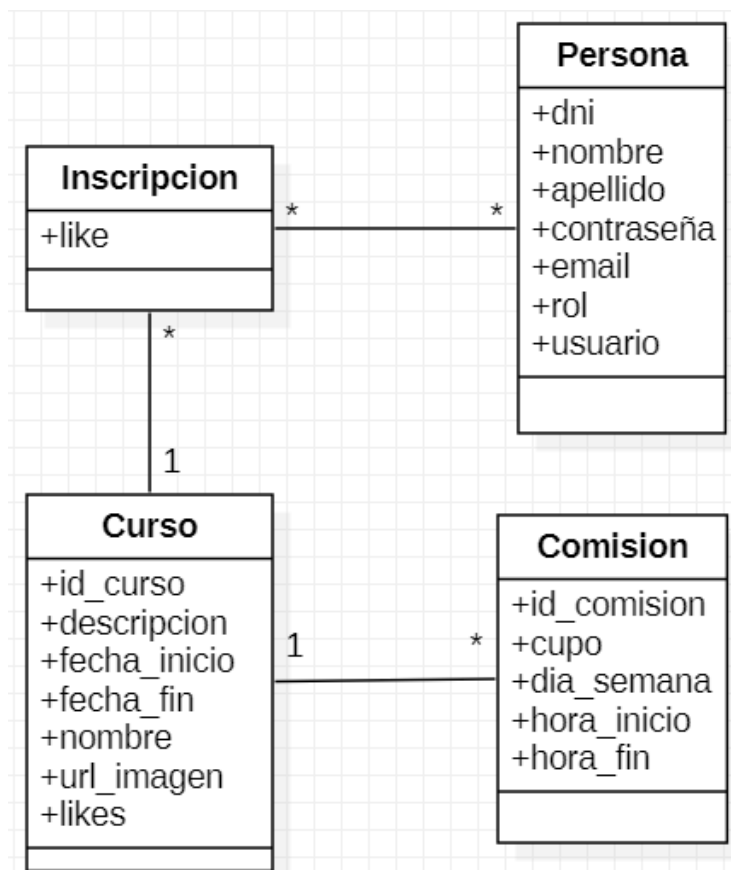 Persona
+dni
+nombre
+apellido
+contraseña
+email
+rol
+usuario
Inscripcion
+like
*
*
*
1
Curso
+id_curso
+descripcion
+fecha_inicio
+fecha_fin
+nombre
+url_imagen
+likes
1
*
Comision
+id_comision
+cupo
+dia_semana
+hora_inicio
+hora_fin